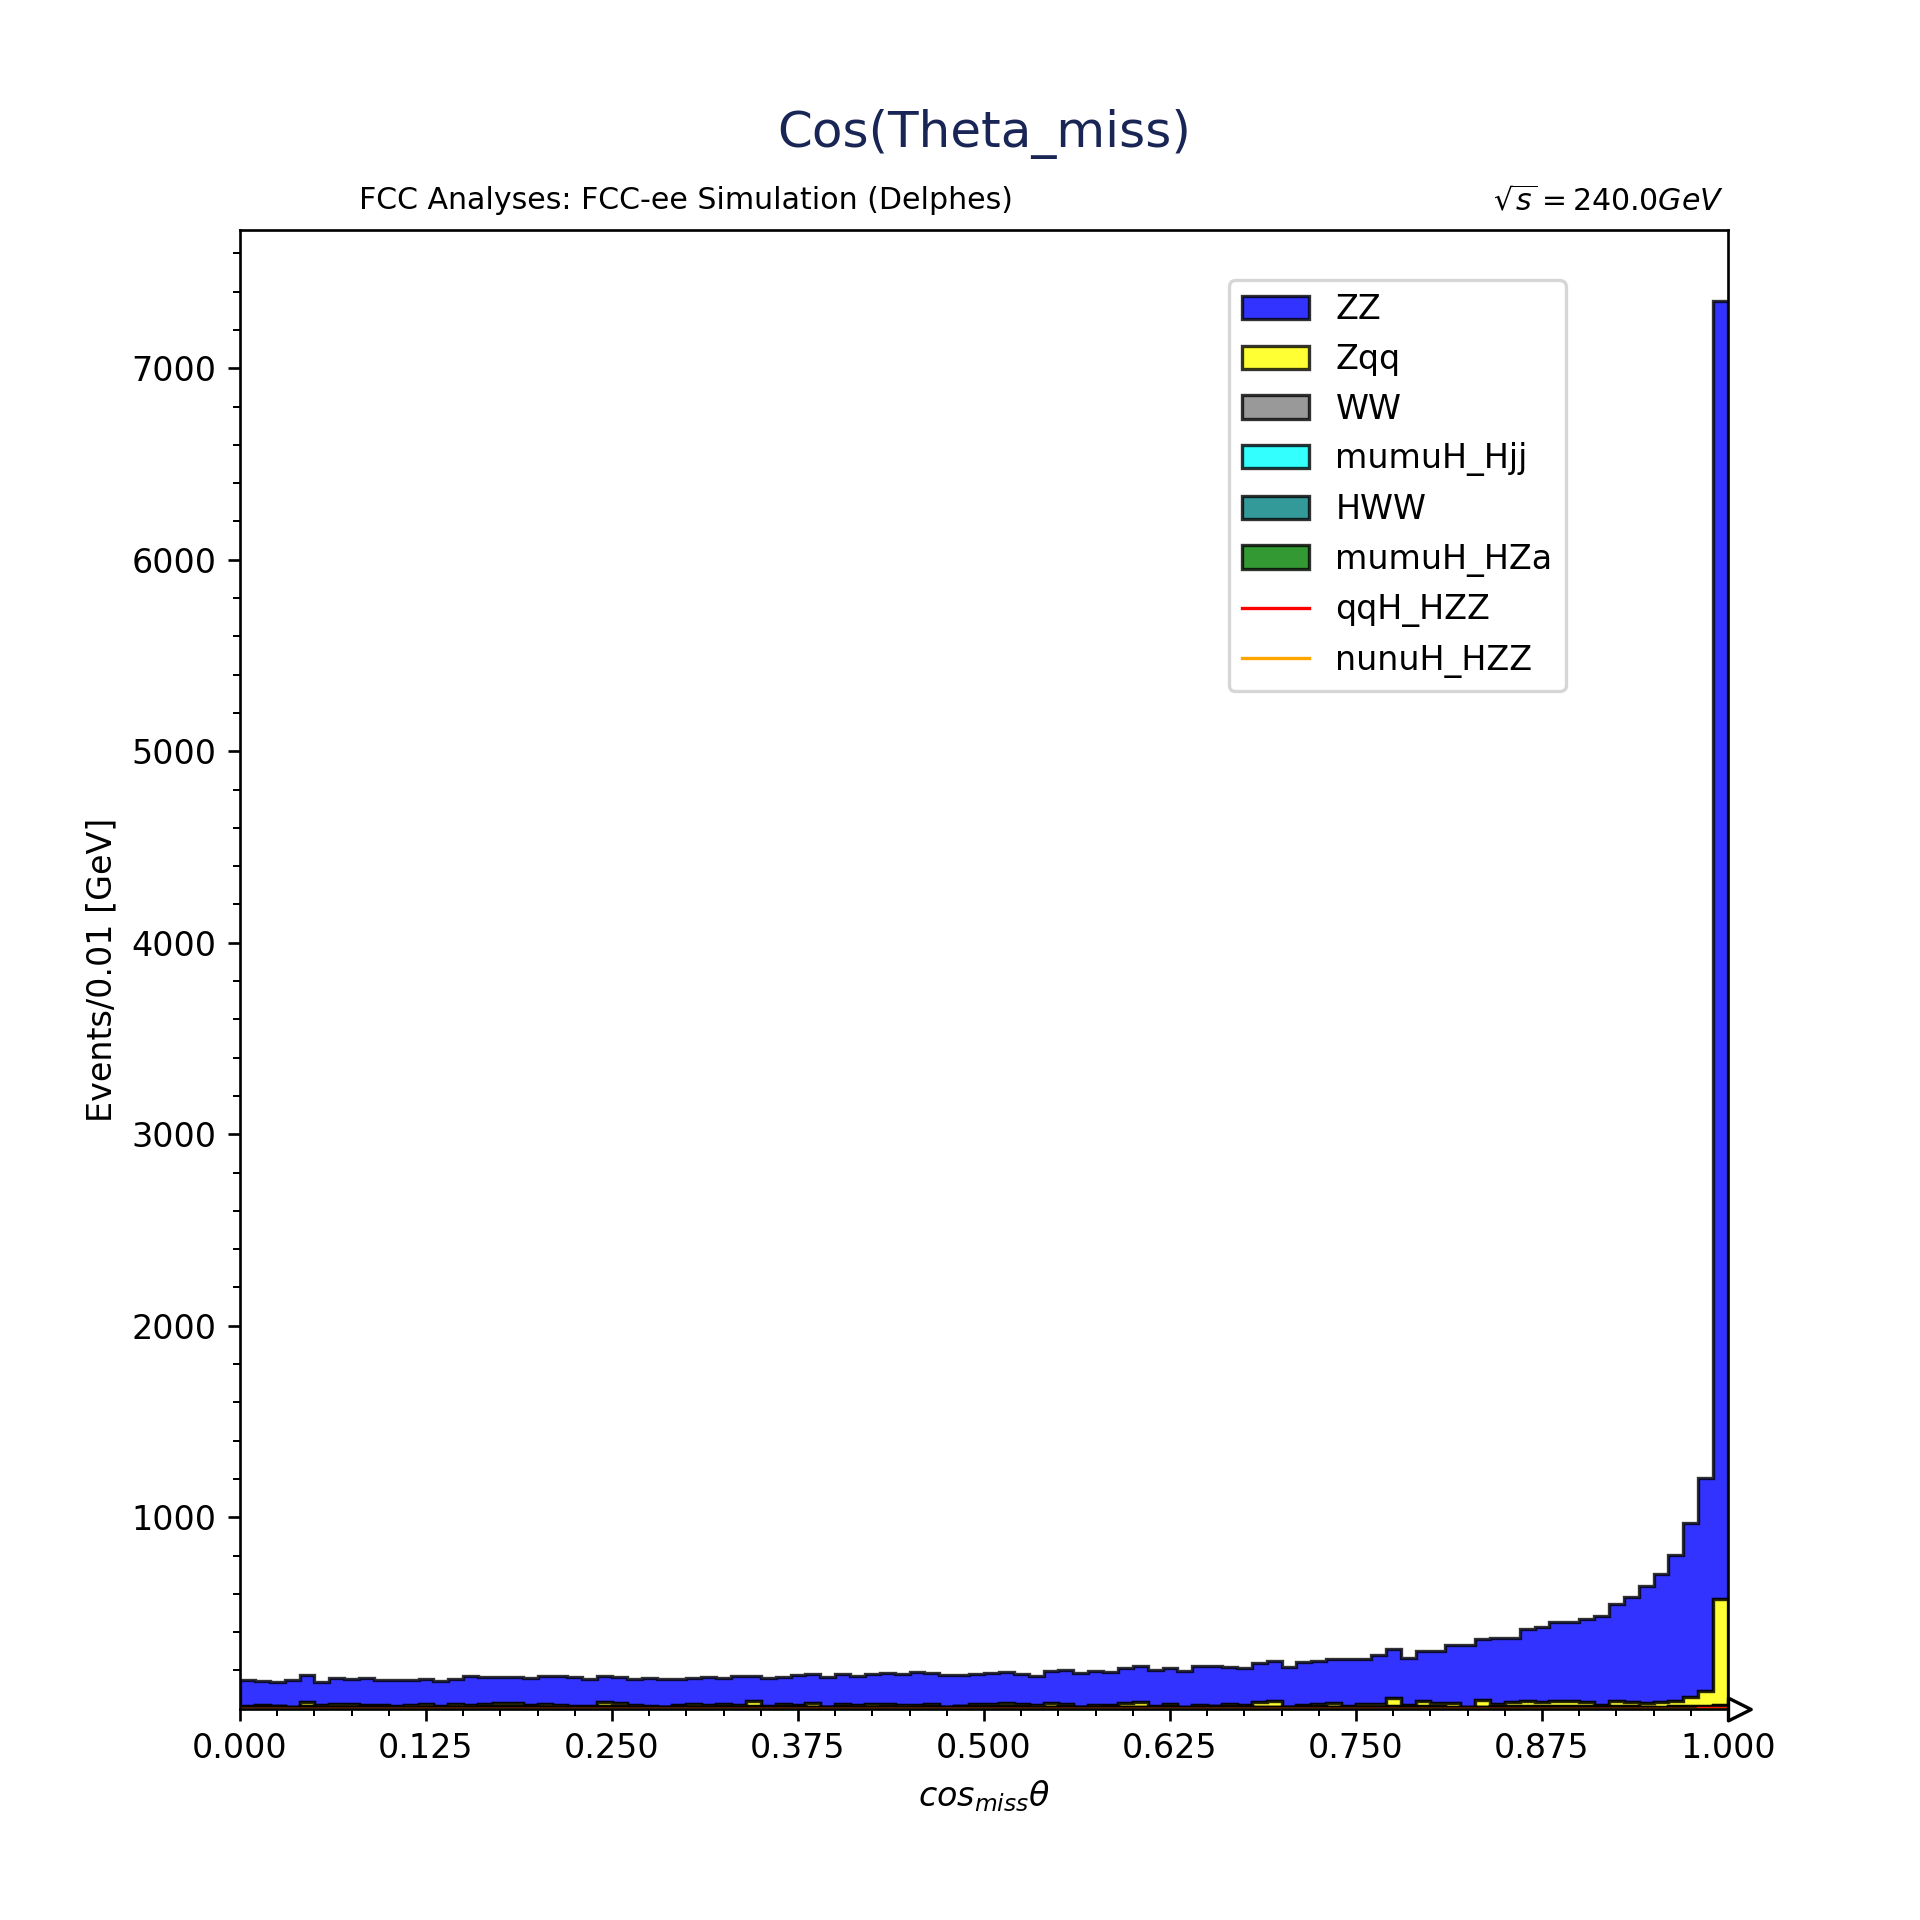 Cos(Theta_miss)
FCC Analyses: FCC-ee Simulation (Delphes)
√s = 240.0GeV
ZZ
Zqq
WW
mumuH_Hjj
HWW
mumuH_HZa
qqH_HZZ
nunuH_HZZ
Events/0.01 [GeV]
7000
6000
5000
4000
3000
2000
1000
0.000 0.125 0.250 0.375 0.500 0.625 0.750 0.875 1.000
cos_miss θ